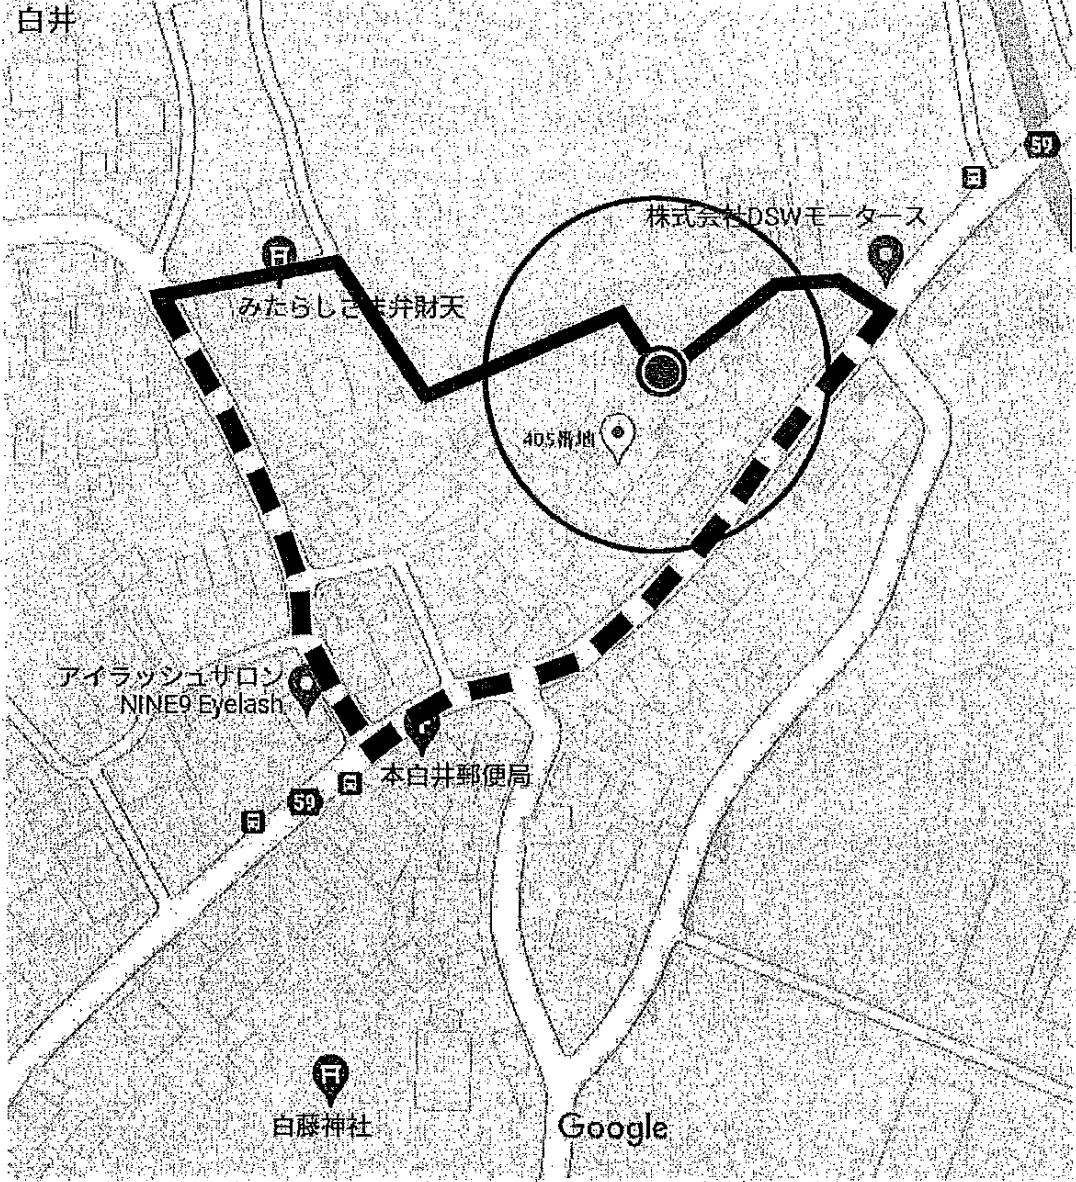 白井
59
株式会社DSWモータース
みたらしさま弁財天
405番地
アイラッシュサロン
NINE9 Eyelash
本白井郵便局
59
白藤神社
Google